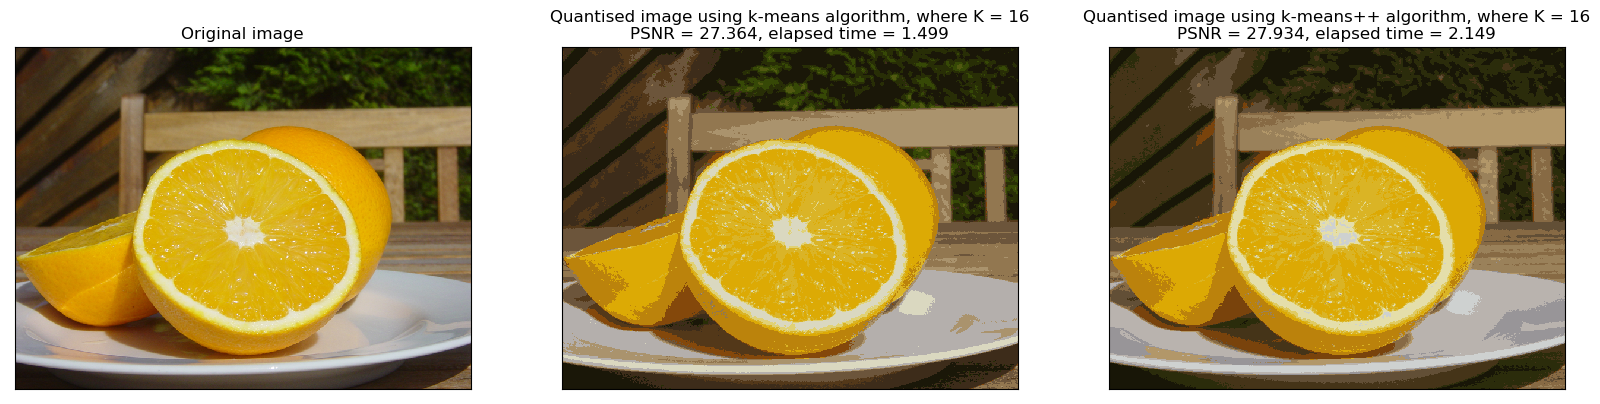 Original image
Quantised image using k-means algorithm, where K = 16
PSNR = 27.364, elapsed time = 1.499
Quantised image using k-means++ algorithm, where K = 16
PSNR = 27.934, elapsed time = 2.149